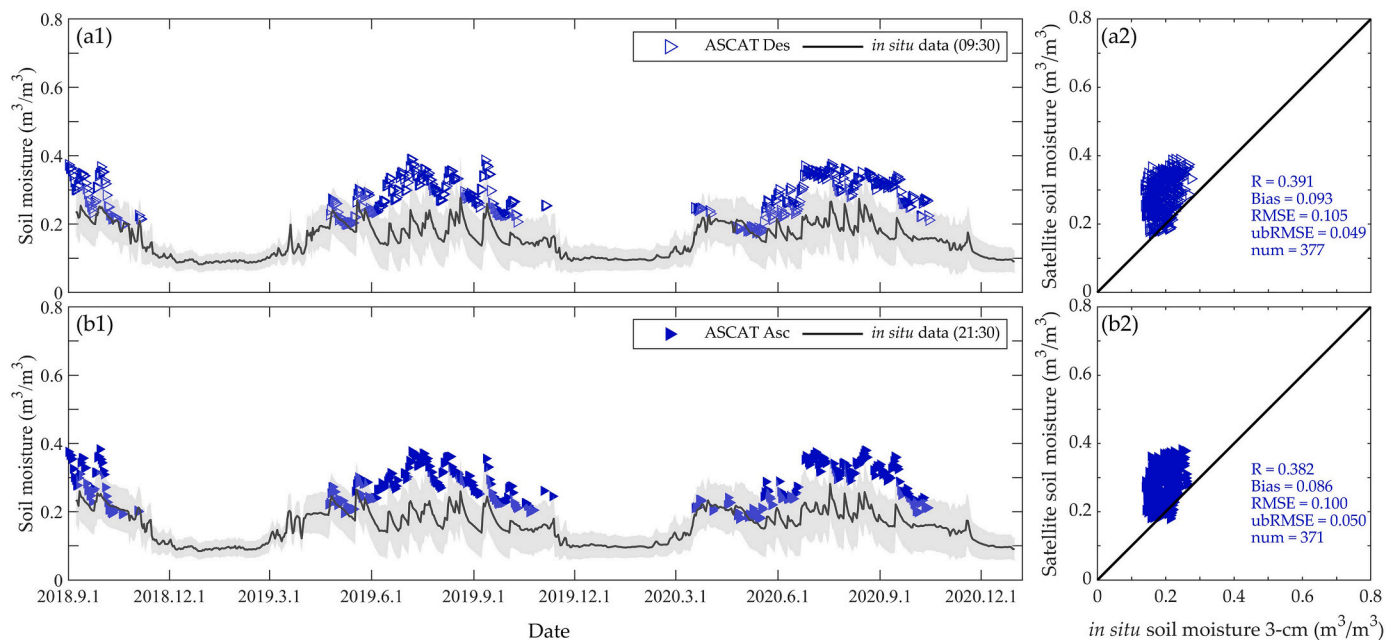 (a1)
ASCAT Des
in situ data (09:30)
Soil moisture (m³/m³)
0.8
0.6
0.4
0.2
0
(a2)
Satellite soil moisture (m³/m³)
0.8
0.6
0.4
0.2
0
R = 0.391
Bias = 0.093
RMSE = 0.105
ubRMSE = 0.049
num = 377
(b1)
ASCAT Asc
in situ data (21:30)
Soil moisture (m³/m³)
0.8
0.6
0.4
0.2
0
2018.9.1 2018.12.1 2019.3.1 2019.6.1 2019.9.1 2019.12.1 2020.3.1 2020.6.1 2020.9.1 2020.12.1
Date
(b2)
Satellite soil moisture (m³/m³)
0.8
0.6
0.4
0.2
0
R = 0.382
Bias = 0.086
RMSE = 0.100
ubRMSE = 0.050
num = 371
0 0.2 0.4 0.6 0.8
in situ soil moisture 3-cm (m³/m³)